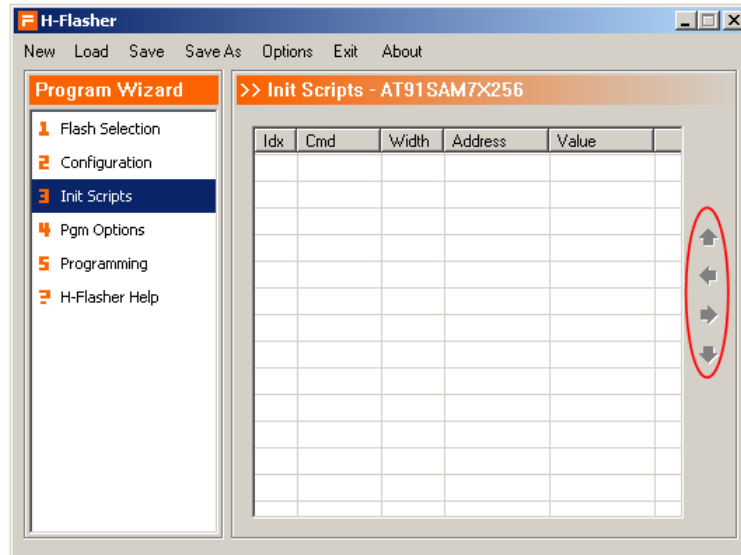 H-Flasher
New Load Save Save As Options Exit About
Program Wizard
1 Flash Selection
2 Configuration
3 Init Scripts
4 Pgm Options
5 Programming
? H-Flasher Help
>> Init Scripts - AT91SAM7X256
Idx Cmd Width Address Value